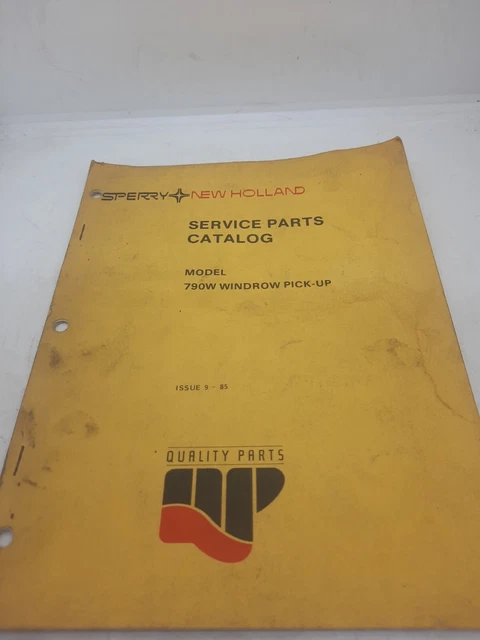 SPERRY NEW HOLLAND
SERVICE PARTS
CATALOG
MODEL
790W WINDROW PICK-UP
ISSUE 9 - 85
QUALITY PARTS